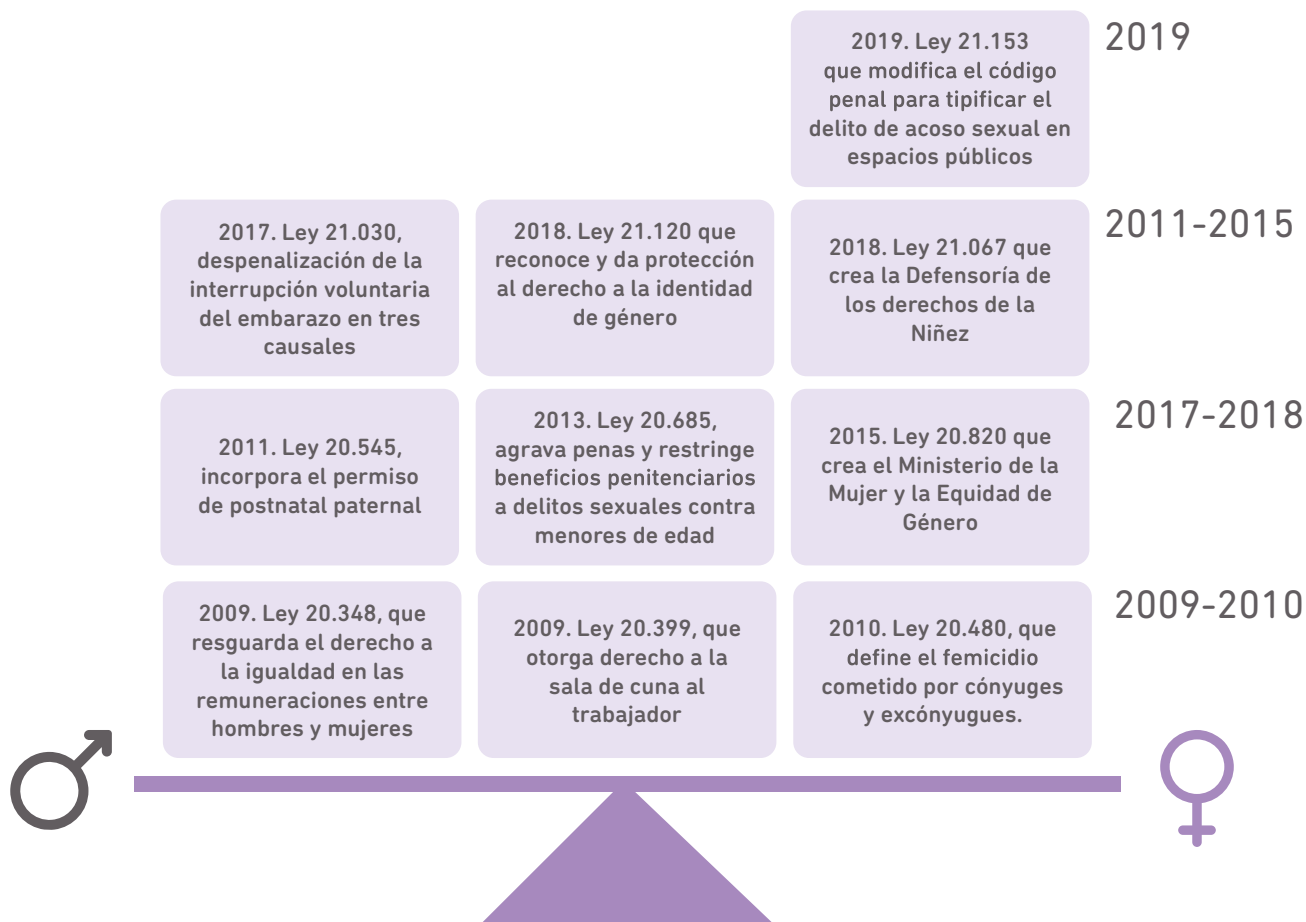 2019. Ley 21.153
que modifica el código
penal para tipificar el
delito de acoso sexual en
espacios públicos
2019
2017. Ley 21.030,
despenalización de la
interrupción voluntaria
del embarazo en tres
causales
2018. Ley 21.120 que
reconoce y da protección
al derecho a la identidad
de género
2018. Ley 21.067 que
crea la Defensoría de
los derechos de la
Niñez
2011-2015
2011. Ley 20.545,
incorpora el permiso
de postnatal paternal
2013. Ley 20.685,
agrava penas y restringe
beneficios penitenciarios
a delitos sexuales contra
menores de edad
2015. Ley 20.820 que
crea el Ministerio de la
Mujer y la Equidad de
Género
2017-2018
2009. Ley 20.348, que
resguarda el derecho a
la igualdad en las
remuneraciones entre
hombres y mujeres
2009. Ley 20.399, que
otorga derecho a la
sala de cuna al
trabajador
2010. Ley 20.480, que
define el femicidio
cometido por cónyuges
y excónyugues.
2009-2010